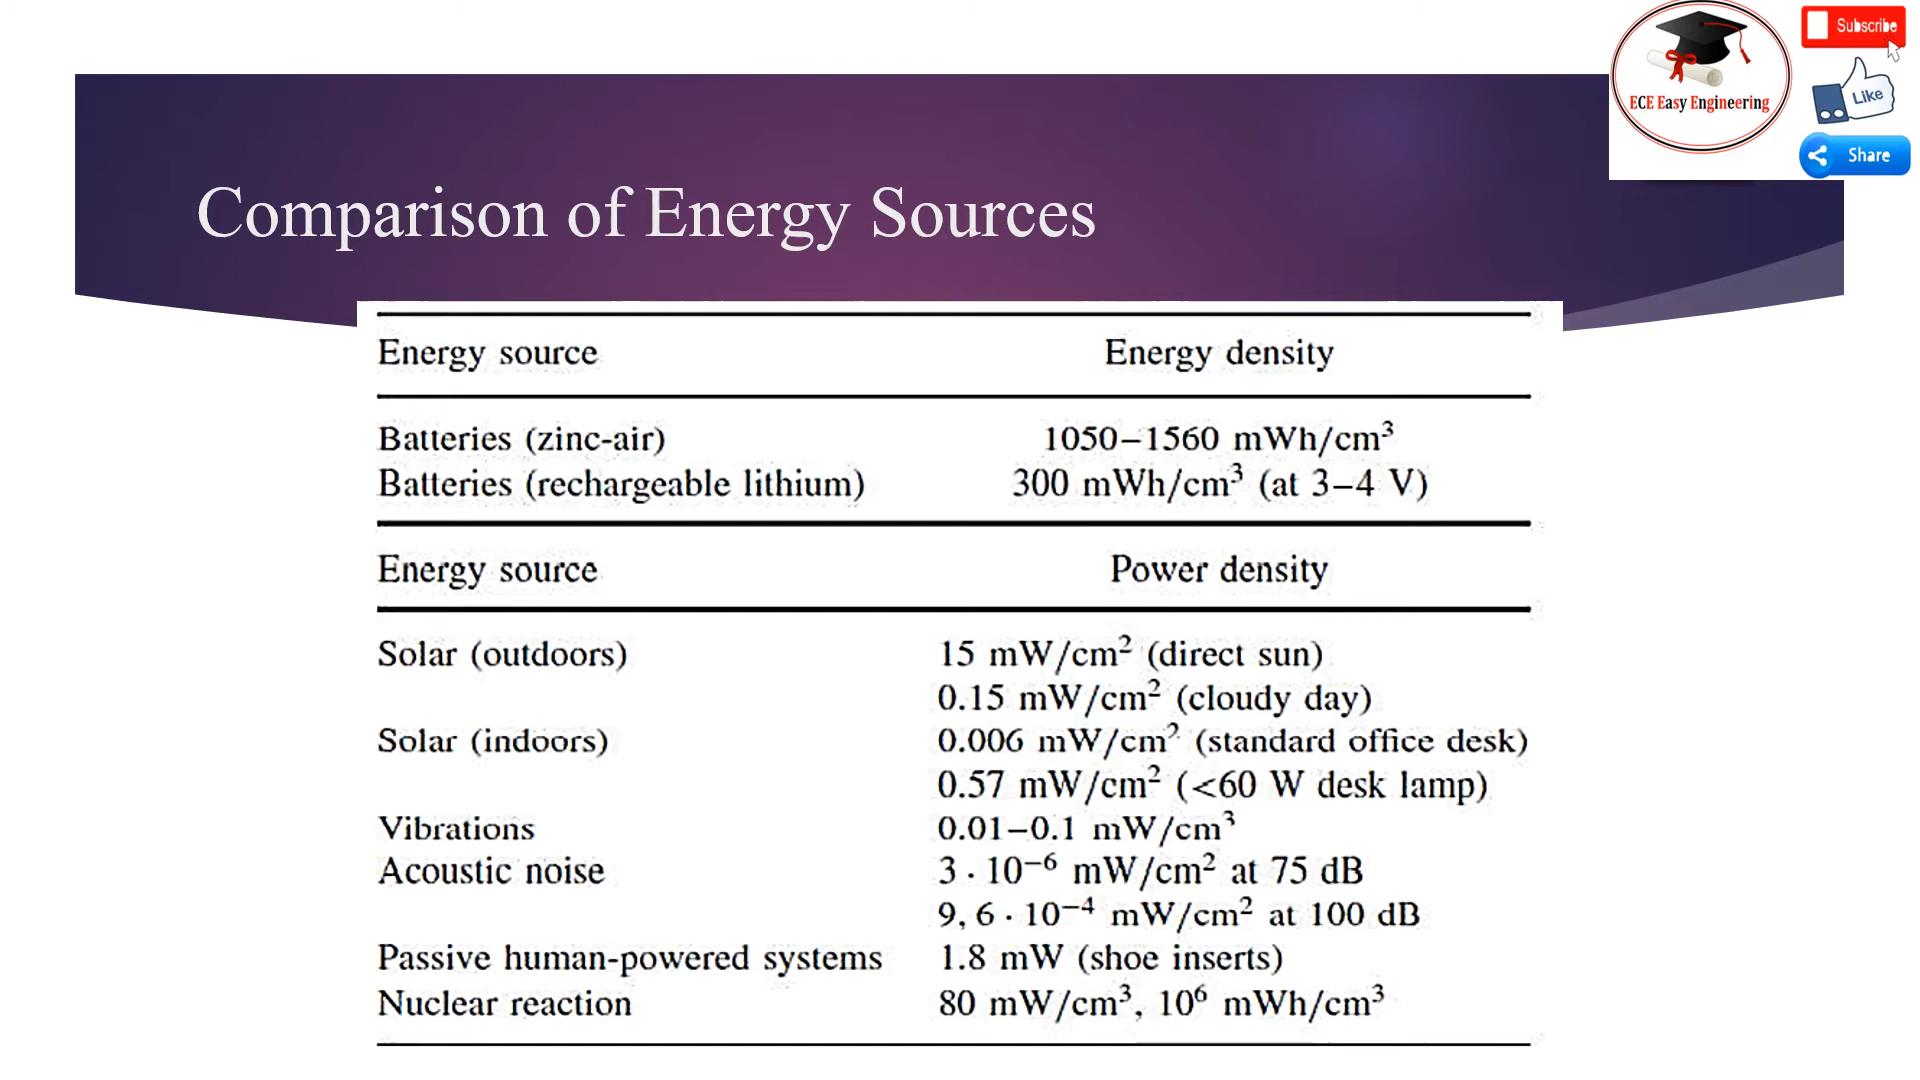 Subscribe
ECE Easy Engineering
Like
Share
Comparison of Energy Sources
Energy source Energy density
Batteries (zinc-air) 1050–1560 mWh/cm³
Batteries (rechargeable lithium) 300 mWh/cm³ (at 3–4 V)
Energy source Power density
Solar (outdoors) 15 mW/cm² (direct sun)
0.15 mW/cm² (cloudy day)
Solar (indoors) 0.006 mW/cm² (standard office desk)
0.57 mW/cm² (<60 W desk lamp)
Vibrations 0.01–0.1 mW/cm³
Acoustic noise 3 · 10⁻⁶ mW/cm² at 75 dB
9, 6 · 10⁻⁴ mW/cm² at 100 dB
Passive human-powered systems 1.8 mW (shoe inserts)
Nuclear reaction 80 mW/cm³, 10⁶ mWh/cm³